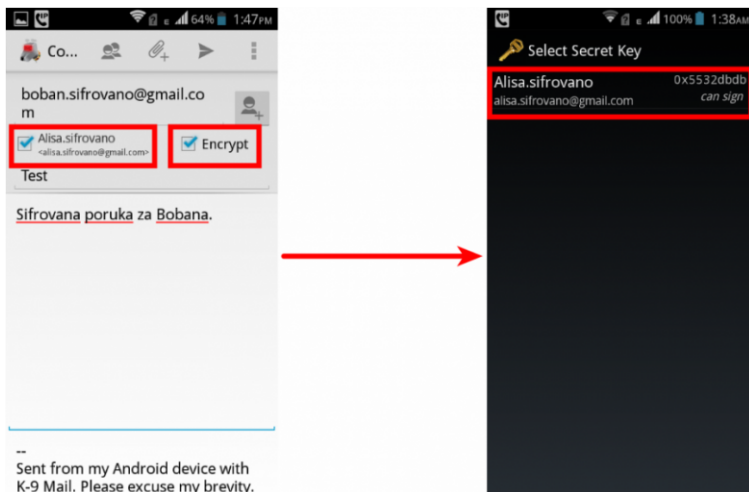 64% 1:47PM
Co...
boban.sifrovano@gmail.co
m
Alisa.sifrovano
<alisa.sifrovano@gmail.com>
Encrypt
Test
Sifrovana poruka za Bobana.
--
Sent from my Android device with
K-9 Mail. Please excuse my brevity.
100% 1:38AM
Select Secret Key
Alisa.sifrovano 0x5532dbdb
alisa.sifrovano@gmail.com can sign